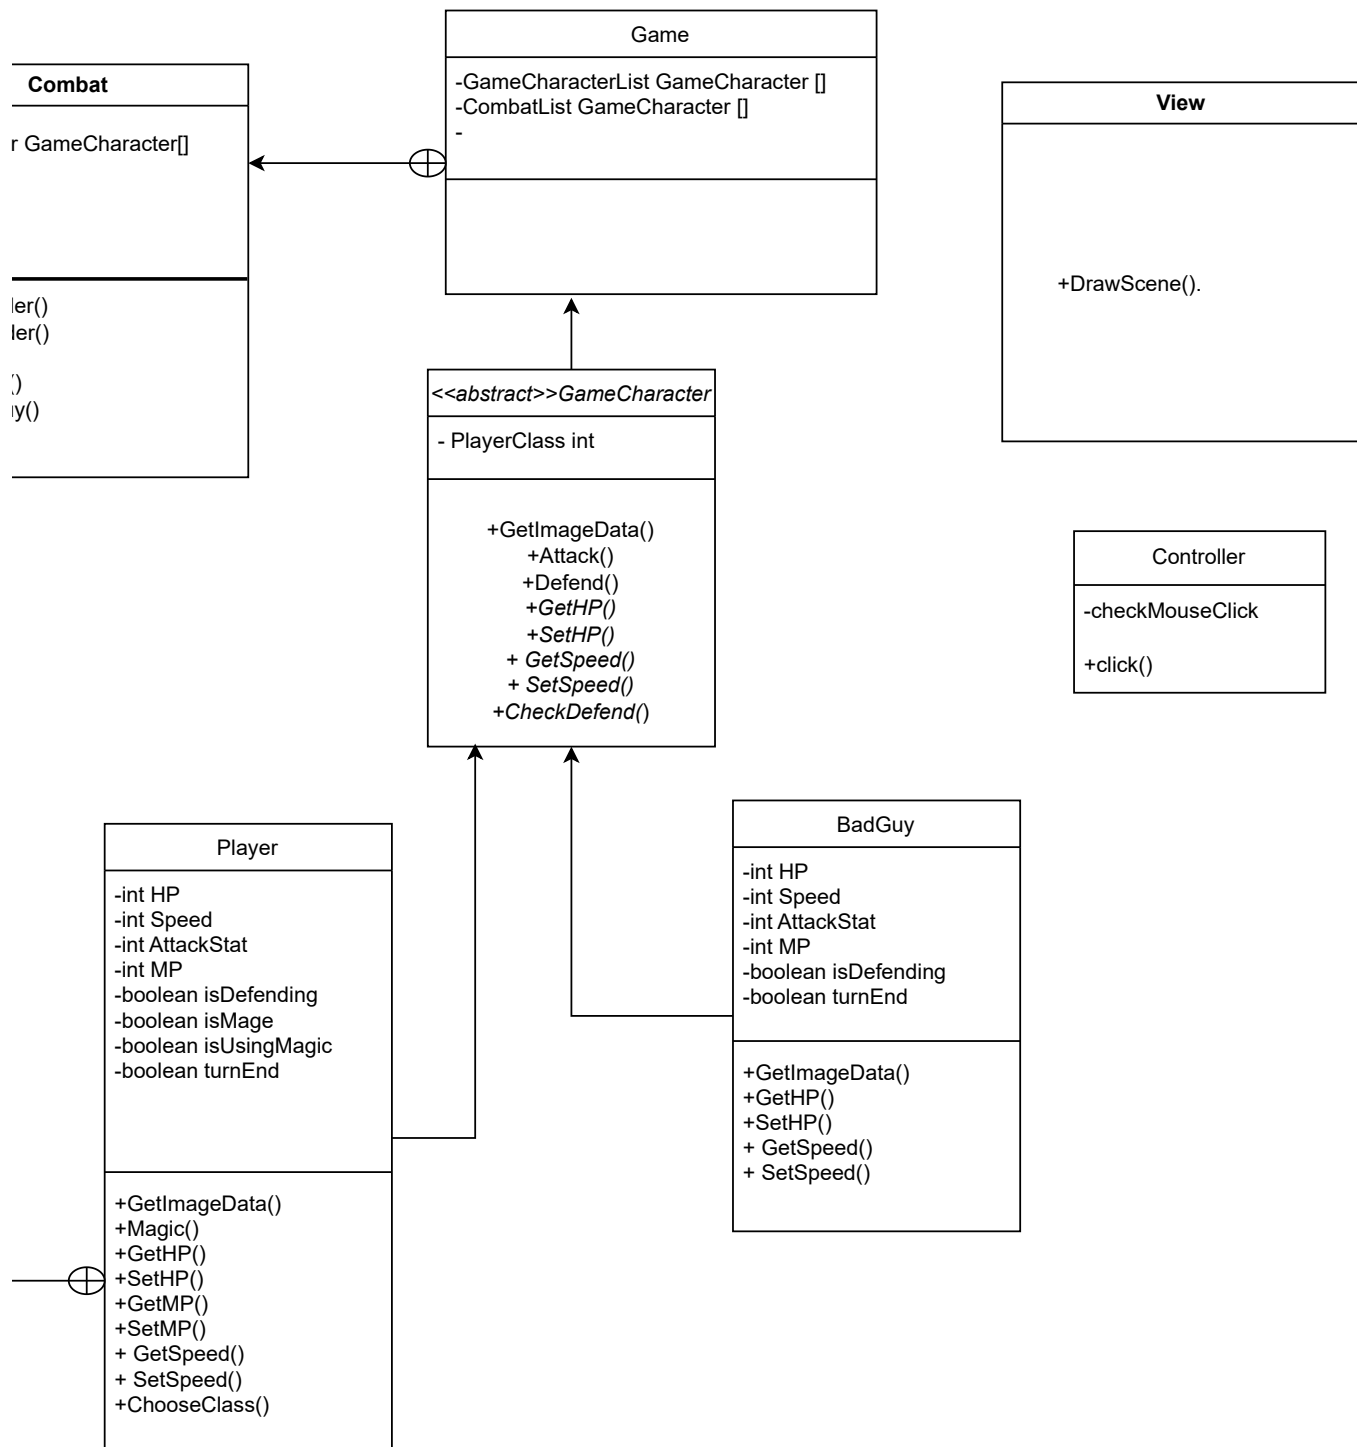 Game
-GameCharacterList GameCharacter []
-CombatList GameCharacter []
-
Combat
GameCharacter[]
View
+DrawScene().
<<abstract>>GameCharacter
- PlayerClass int
+GetImageData()
+Attack()
+Defend()
+GetHP()
+SetHP()
+ GetSpeed()
+ SetSpeed()
+CheckDefend()
Controller
-checkMouseClick
+click()
Player
-int HP
-int Speed
-int AttackStat
-int MP
-boolean isDefending
-boolean isMage
-boolean isUsingMagic
-boolean turnEnd
+GetImageData()
+Magic()
+GetHP()
+SetHP()
+GetMP()
+SetMP()
+ GetSpeed()
+ SetSpeed()
+ChooseClass()
BadGuy
-int HP
-int Speed
-int AttackStat
-int MP
-boolean isDefending
-boolean turnEnd
+GetImageData()
+GetHP()
+SetHP()
+ GetSpeed()
+ SetSpeed()